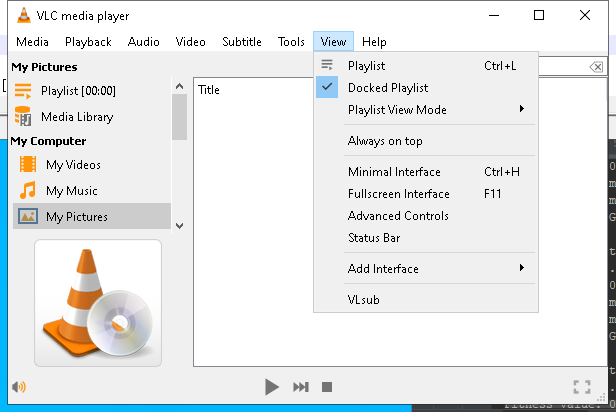 VLC media player
Media Playback Audio Video Subtitle Tools View Help
My Pictures
Playlist [00:00]
Media Library
My Computer
My Videos
My Music
My Pictures
Title
Playlist Ctrl+L
Docked Playlist
Playlist View Mode
Always on top
Minimal Interface Ctrl+H
Fullscreen Interface F11
Advanced Controls
Status Bar
Add Interface
VLsub